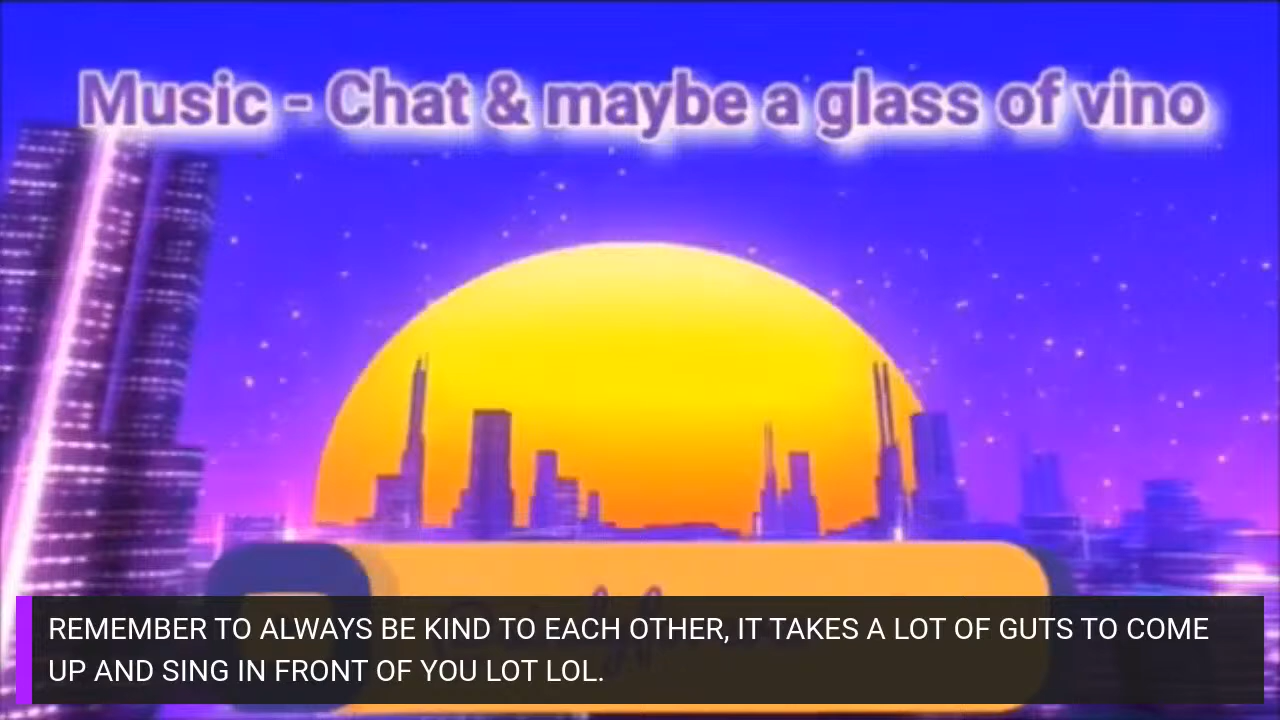 Music - Chat & maybe a glass of vino
REMEMBER TO ALWAYS BE KIND TO EACH OTHER, IT TAKES A LOT OF GUTS TO COME
UP AND SING IN FRONT OF YOU LOT LOL.